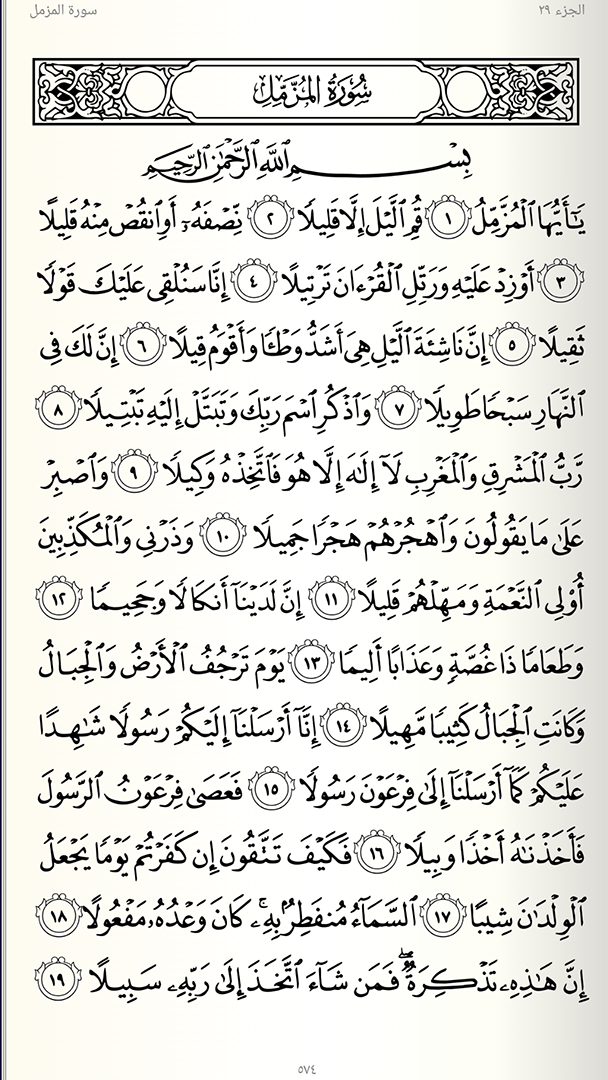 الجزء ٢٩
سورة المزمل
سُورَةُ المُزَّمِّلِ
بِسْمِ ٱللَّهِ ٱلرَّحْمَٰنِ ٱلرَّحِيمِ
يَٰٓأَيُّهَا ٱلْمُزَّمِّلُ ١ قُمِ ٱلَّيْلَ إِلَّا قَلِيلًا ٢ نِّصْفَهُۥٓ أَوِ ٱنقُصْ مِنْهُ قَلِيلًا
٣ أَوْ زِدْ عَلَيْهِ وَرَتِّلِ ٱلْقُرْءَانَ تَرْتِيلًا ٤ إِنَّا سَنُلْقِى عَلَيْكَ قَوْلًا
ثَقِيلًا ٥ إِنَّ نَاشِئَةَ ٱلَّيْلِ هِىَ أَشَدُّ وَطْـًٔا وَأَقْوَمُ قِيلًا ٦ إِنَّ لَكَ فِى
ٱلنَّهَارِ سَبْحًا طَوِيلًا ٧ وَٱذْكُرِ ٱسْمَ رَبِّكَ وَتَبَتَّلْ إِلَيْهِ تَبْتِيلًا ٨
رَّبُّ ٱلْمَشْرِقِ وَٱلْمَغْرِبِ لَآ إِلَٰهَ إِلَّا هُوَ فَٱتَّخِذْهُ وَكِيلًا ٩ وَٱصْبِرْ
عَلَىٰ مَا يَقُولُونَ وَٱهْجُرْهُمْ هَجْرًا جَمِيلًا ١٠ وَذَرْنِى وَٱلْمُكَذِّبِينَ
أُو۟لِى ٱلنَّعْمَةِ وَمَهِّلْهُمْ قَلِيلًا ١١ إِنَّ لَدَيْنَآ أَنكَالًا وَجَحِيمًا ١٢
وَطَعَامًا ذَا غُصَّةٍ وَعَذَابًا أَلِيمًا ١٣ يَوْمَ تَرْجُفُ ٱلْأَرْضُ وَٱلْجِبَالُ
وَكَانَتِ ٱلْجِبَالُ كَثِيبًا مَّهِيلًا ١٤ إِنَّآ أَرْسَلْنَآ إِلَيْكُمْ رَسُولًا شَٰهِدًا
عَلَيْكُمْ كَمَآ أَرْسَلْنَآ إِلَىٰ فِرْعَوْنَ رَسُولًا ١٥ فَعَصَىٰ فِرْعَوْنُ ٱلرَّسُولَ
فَأَخَذْنَٰهُ أَخْذًا وَبِيلًا ١٦ فَكَيْفَ تَتَّقُونَ إِن كَفَرْتُمْ يَوْمًا يَجْعَلُ
ٱلْوِلْدَٰنَ شِيبًا ١٧ ٱلسَّمَآءُ مُنفَطِرٌۢ بِهِۦ ۚ كَانَ وَعْدُهُۥ مَفْعُولًا ١٨
إِنَّ هَٰذِهِۦ تَذْكِرَةٌ ۖ فَمَن شَآءَ ٱتَّخَذَ إِلَىٰ رَبِّهِۦ سَبِيلًا ١٩
٥٧٤